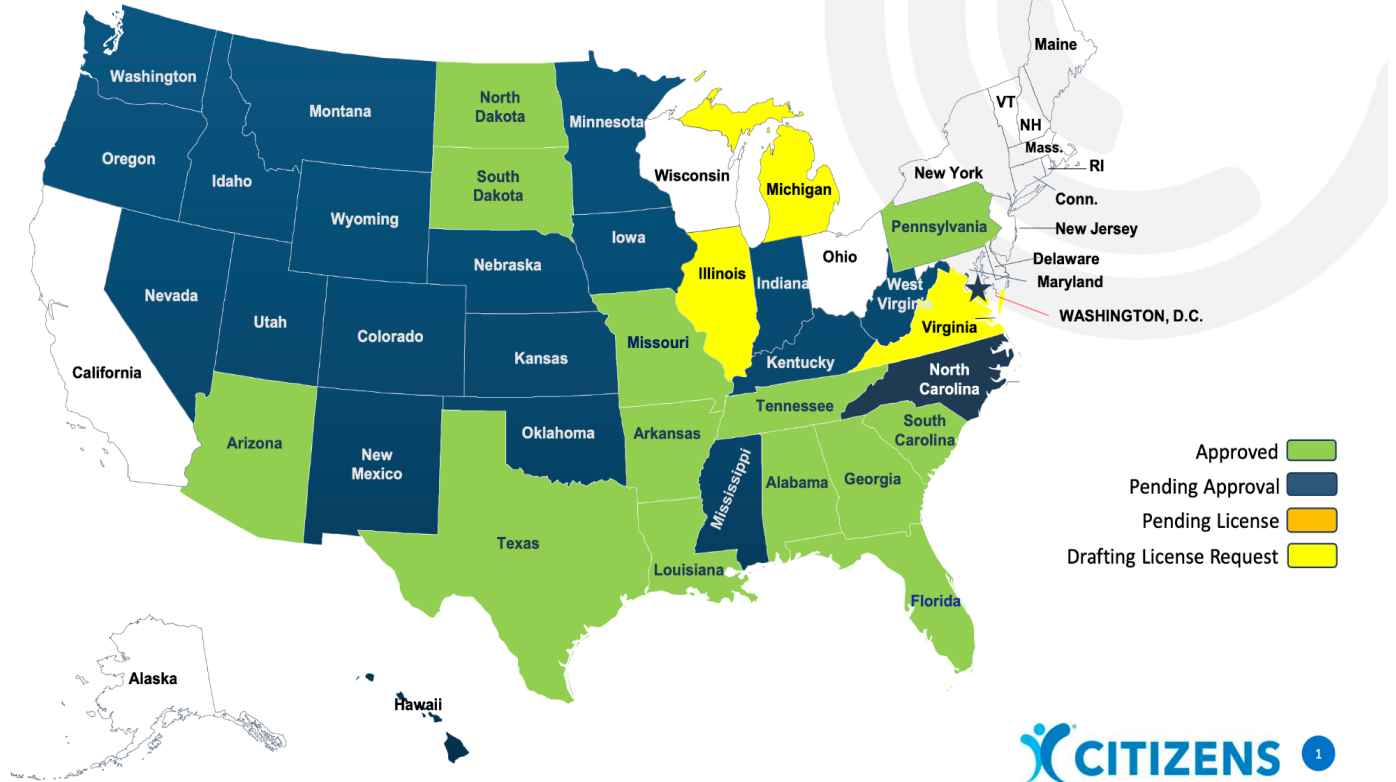 Maine
Washington
VT
North
Dakota
Montana
Minnesota
NH
Mass.
Oregon
RI
Wisconsin
New York
Idaho
South
Dakota
Michigan
Conn.
Wyoming
Pennsylvania
New Jersey
Iowa
Ohio
Delaware
Nebraska
Illinois
Indiana
West
Virginia
Maryland
Nevada
WASHINGTON, D.C.
Utah
Virginia
Colorado
Missouri
Kansas
Kentucky
California
North
Carolina
Tennessee
Arizona
Oklahoma
Arkansas
South
Carolina
New
Mexico
Mississippi
Alabama
Georgia
Approved
Pending Approval
Pending License
Texas
Drafting License Request
Louisiana
Florida
Alaska
Hawaii
CITIZENS
1